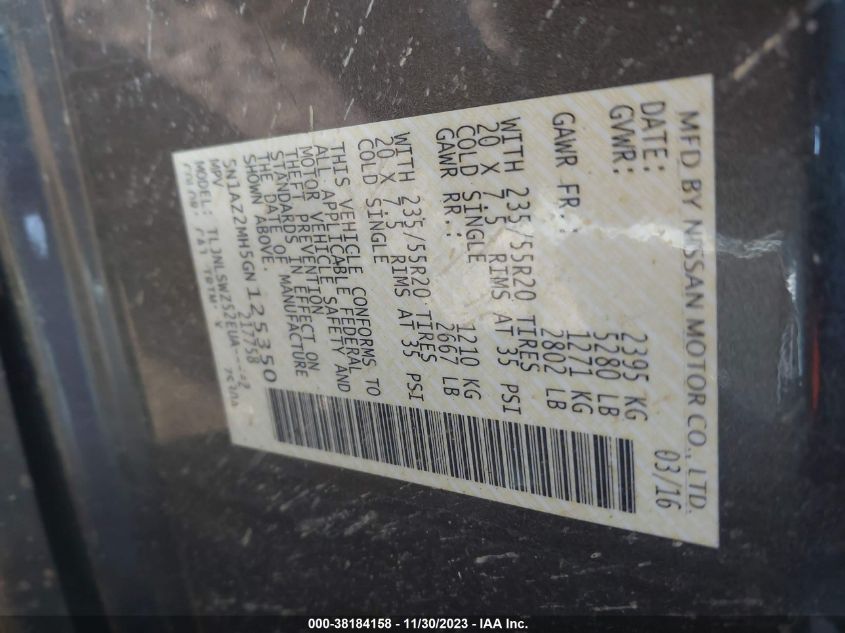 MFD BY NISSAN MOTOR CO., LTD.
DATE: 03/16
GVWR: 2395 KG
5280 LB
GAWR FR.: 1271 KG
2802 LB
WITH 235/55R20 TIRES
20 X 7.5 RIMS AT 35 PSI
COLD SINGLE
GAWR RR.: 1210 KG
2667 LB
WITH 235/55R20 TIRES
20 X 7.5 RIMS AT 35 PSI
COLD SINGLE
THIS VEHICLE CONFORMS TO
ALL APPLICABLE FEDERAL
MOTOR VEHICLE SAFETY AND
THEFT PREVENTION
STANDARDS IN EFFECT ON
THE DATE OF MANUFACTURE
SHOWN ABOVE.
5N1AZ2MH5GN125350
MPV 217758
MODEL:
000-38184158 - 11/30/2023 - IAA Inc.